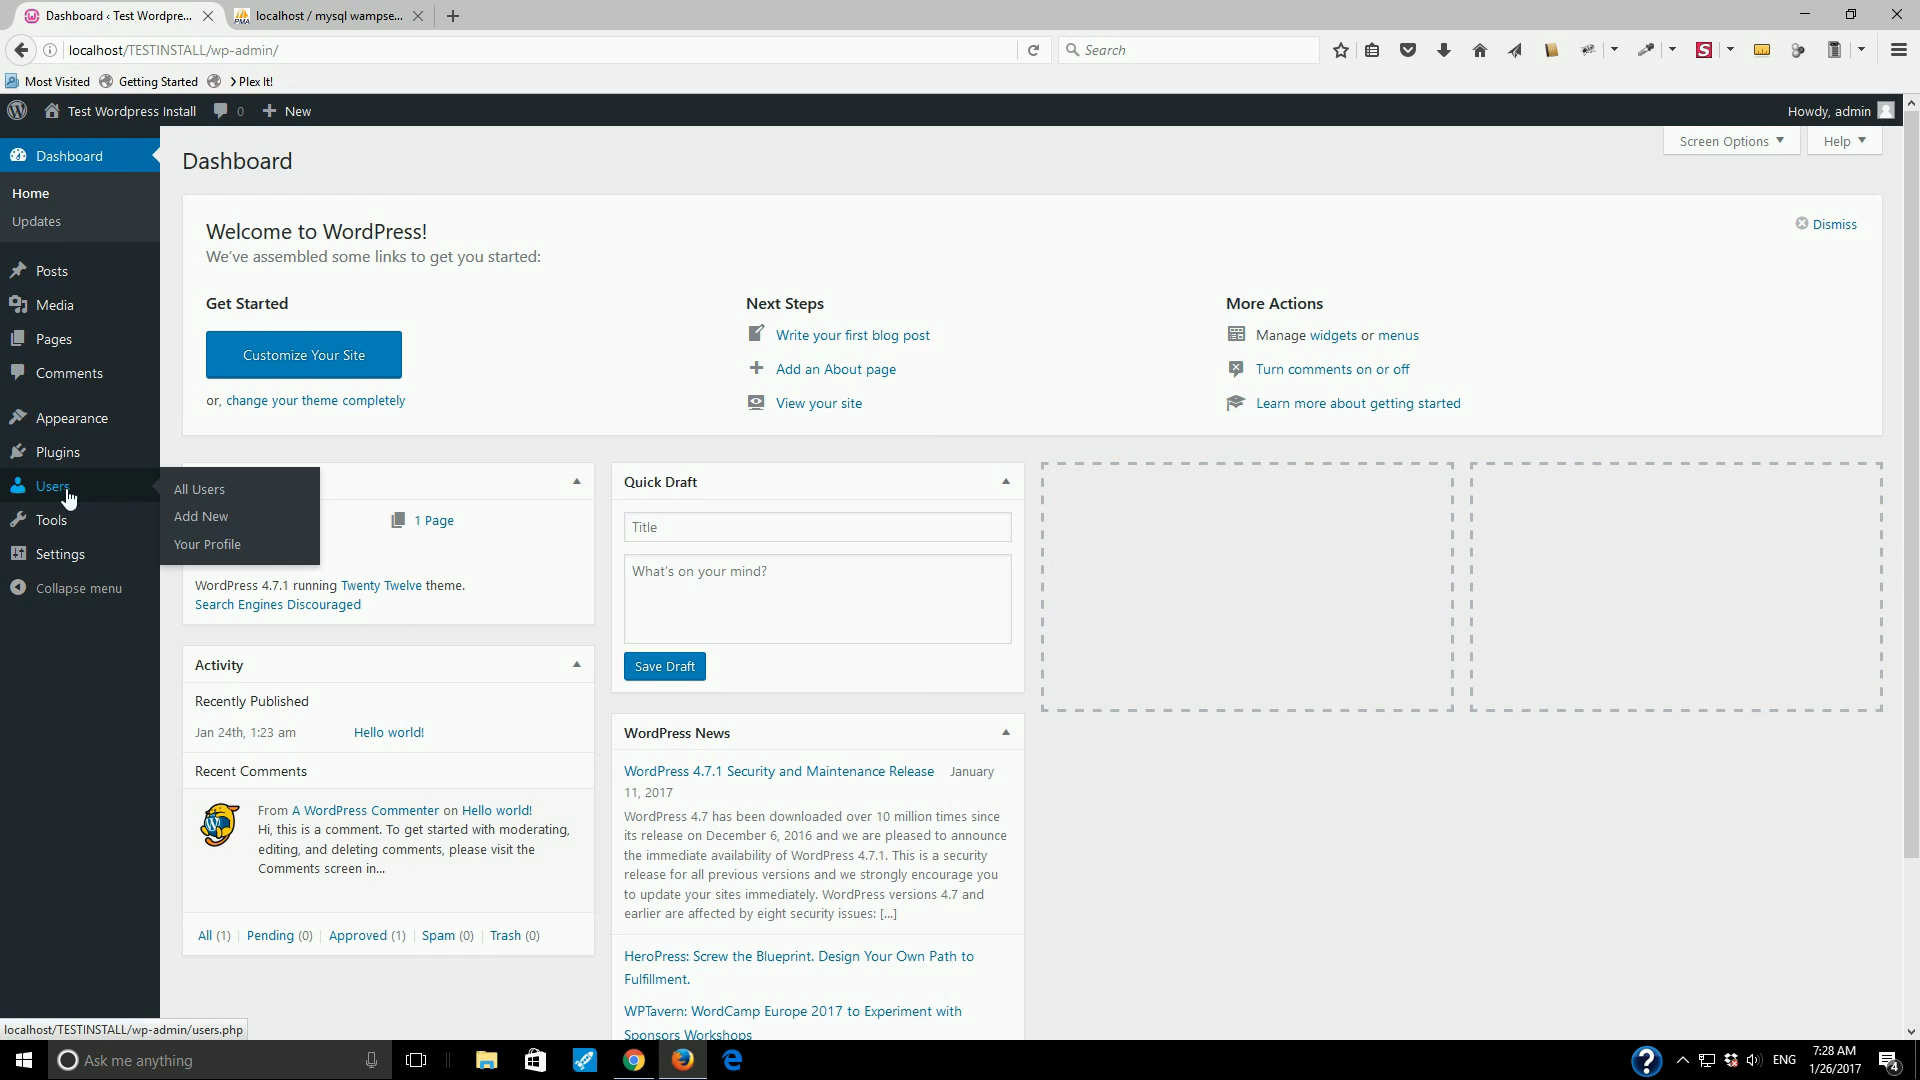 Dashboard ‹ Test Wordpre...
localhost / mysql wampse...
localhost/TESTINSTALL/wp-admin/
Search
Most Visited
Getting Started
> Plex It!
Test Wordpress Install
0
New
Howdy, admin
Dashboard
Home
Updates
Posts
Media
Pages
Comments
Appearance
Plugins
Users
Tools
Settings
Collapse menu
All Users
Add New
Your Profile
Dashboard
Screen Options
Help
Welcome to WordPress!
We've assembled some links to get you started:
Dismiss
Get Started
Customize Your Site
or, change your theme completely
Next Steps
Write your first blog post
Add an About page
View your site
More Actions
Manage widgets or menus
Turn comments on or off
Learn more about getting started
1 Page
WordPress 4.7.1 running Twenty Twelve theme.
Search Engines Discouraged
Activity
Recently Published
Jan 24th, 1:23 am Hello world!
Recent Comments
From A WordPress Commenter on Hello world!
Hi, this is a comment. To get started with moderating,
editing, and deleting comments, please visit the
Comments screen in...
All (1) | Pending (0) | Approved (1) | Spam (0) | Trash (0)
Quick Draft
Title
What's on your mind?
Save Draft
WordPress News
WordPress 4.7.1 Security and Maintenance Release January
11, 2017
WordPress 4.7 has been downloaded over 10 million times since
its release on December 6, 2016 and we are pleased to announce
the immediate availability of WordPress 4.7.1. This is a security
release for all previous versions and we strongly encourage you
to update your sites immediately. WordPress versions 4.7 and
earlier are affected by eight security issues: [...]
HeroPress: Screw the Blueprint. Design Your Own Path to
Fulfillment.
WPTavern: WordCamp Europe 2017 to Experiment with
Sponsors Workshops
localhost/TESTINSTALL/wp-admin/users.php
Ask me anything
ENG
7:28 AM
1/26/2017
4